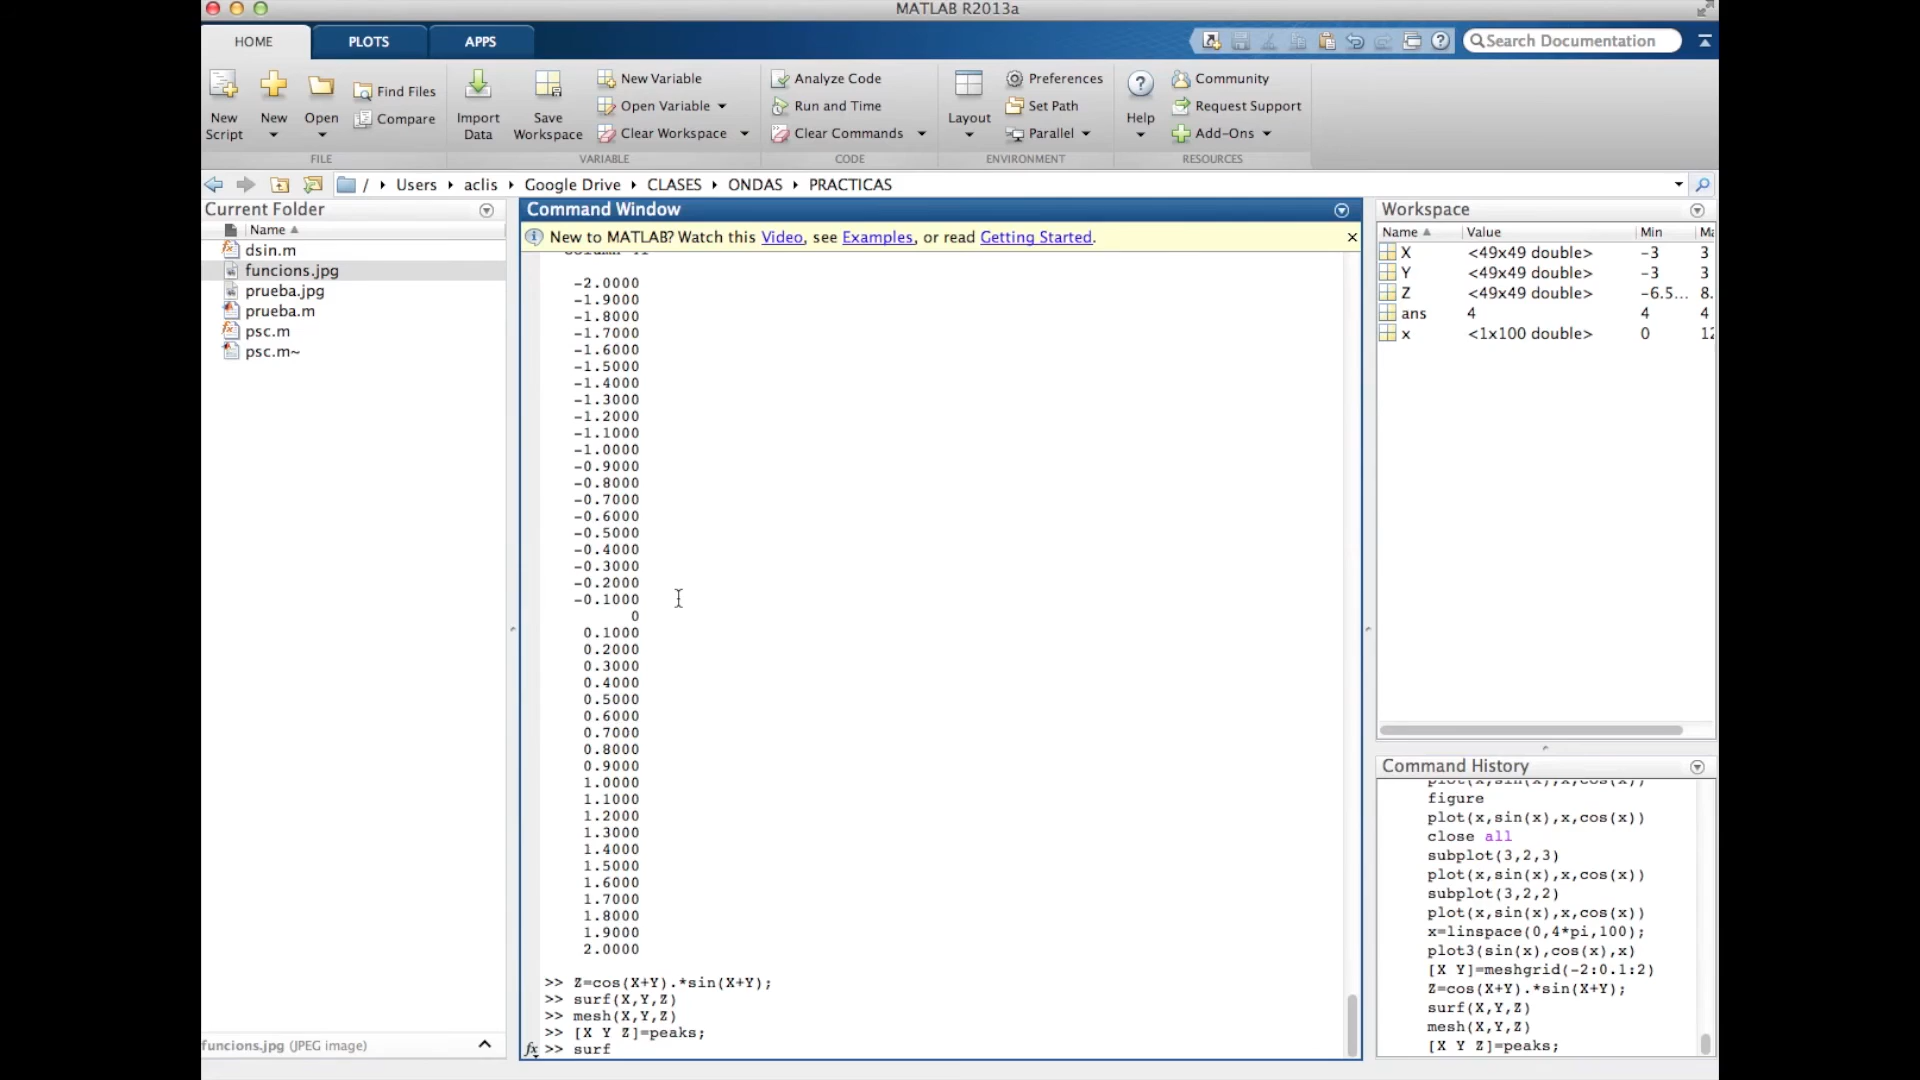 MATLAB R2013a
HOME
PLOTS
APPS
Search Documentation
New Script
New
Open
Find Files
Compare
FILE
Import Data
Save Workspace
New Variable
Open Variable
Clear Workspace
VARIABLE
Analyze Code
Run and Time
Clear Commands
CODE
Layout
Preferences
Set Path
Parallel
ENVIRONMENT
Help
Community
Request Support
Add-Ons
RESOURCES
/ Users aclis Google Drive CLASES ONDAS PRACTICAS
Current Folder
Name
dsin.m
funcions.jpg
prueba.jpg
prueba.m
psc.m
psc.m~
funcions.jpg (JPEG image)
Command Window
New to MATLAB? Watch this Video, see Examples, or read Getting Started.
-2.0000
-1.9000
-1.8000
-1.7000
-1.6000
-1.5000
-1.4000
-1.3000
-1.2000
-1.1000
-1.0000
-0.9000
-0.8000
-0.7000
-0.6000
-0.5000
-0.4000
-0.3000
-0.2000
-0.1000
0
0.1000
0.2000
0.3000
0.4000
0.5000
0.6000
0.7000
0.8000
0.9000
1.0000
1.1000
1.2000
1.3000
1.4000
1.5000
1.6000
1.7000
1.8000
1.9000
2.0000
>> Z=cos(X+Y).*sin(X+Y);
>> surf(X,Y,Z)
>> mesh(X,Y,Z)
>> [X Y Z]=peaks;
fx >> surf
Workspace
Name Value Min
X <49x49 double> -3 3
Y <49x49 double> -3 3
Z <49x49 double> -6.5... 8.
ans 4 4 4
x <1x100 double> 0 12
Command History
plot(x,sin(x),x,cos(x))
figure
plot(x,sin(x),x,cos(x))
close all
subplot(3,2,3)
plot(x,sin(x),x,cos(x))
subplot(3,2,2)
plot(x,sin(x),x,cos(x))
x=linspace(0,4*pi,100);
plot3(sin(x),cos(x),x)
[X Y]=meshgrid(-2:0.1:2)
Z=cos(X+Y).*sin(X+Y);
surf(X,Y,Z)
mesh(X,Y,Z)
[X Y Z]=peaks;